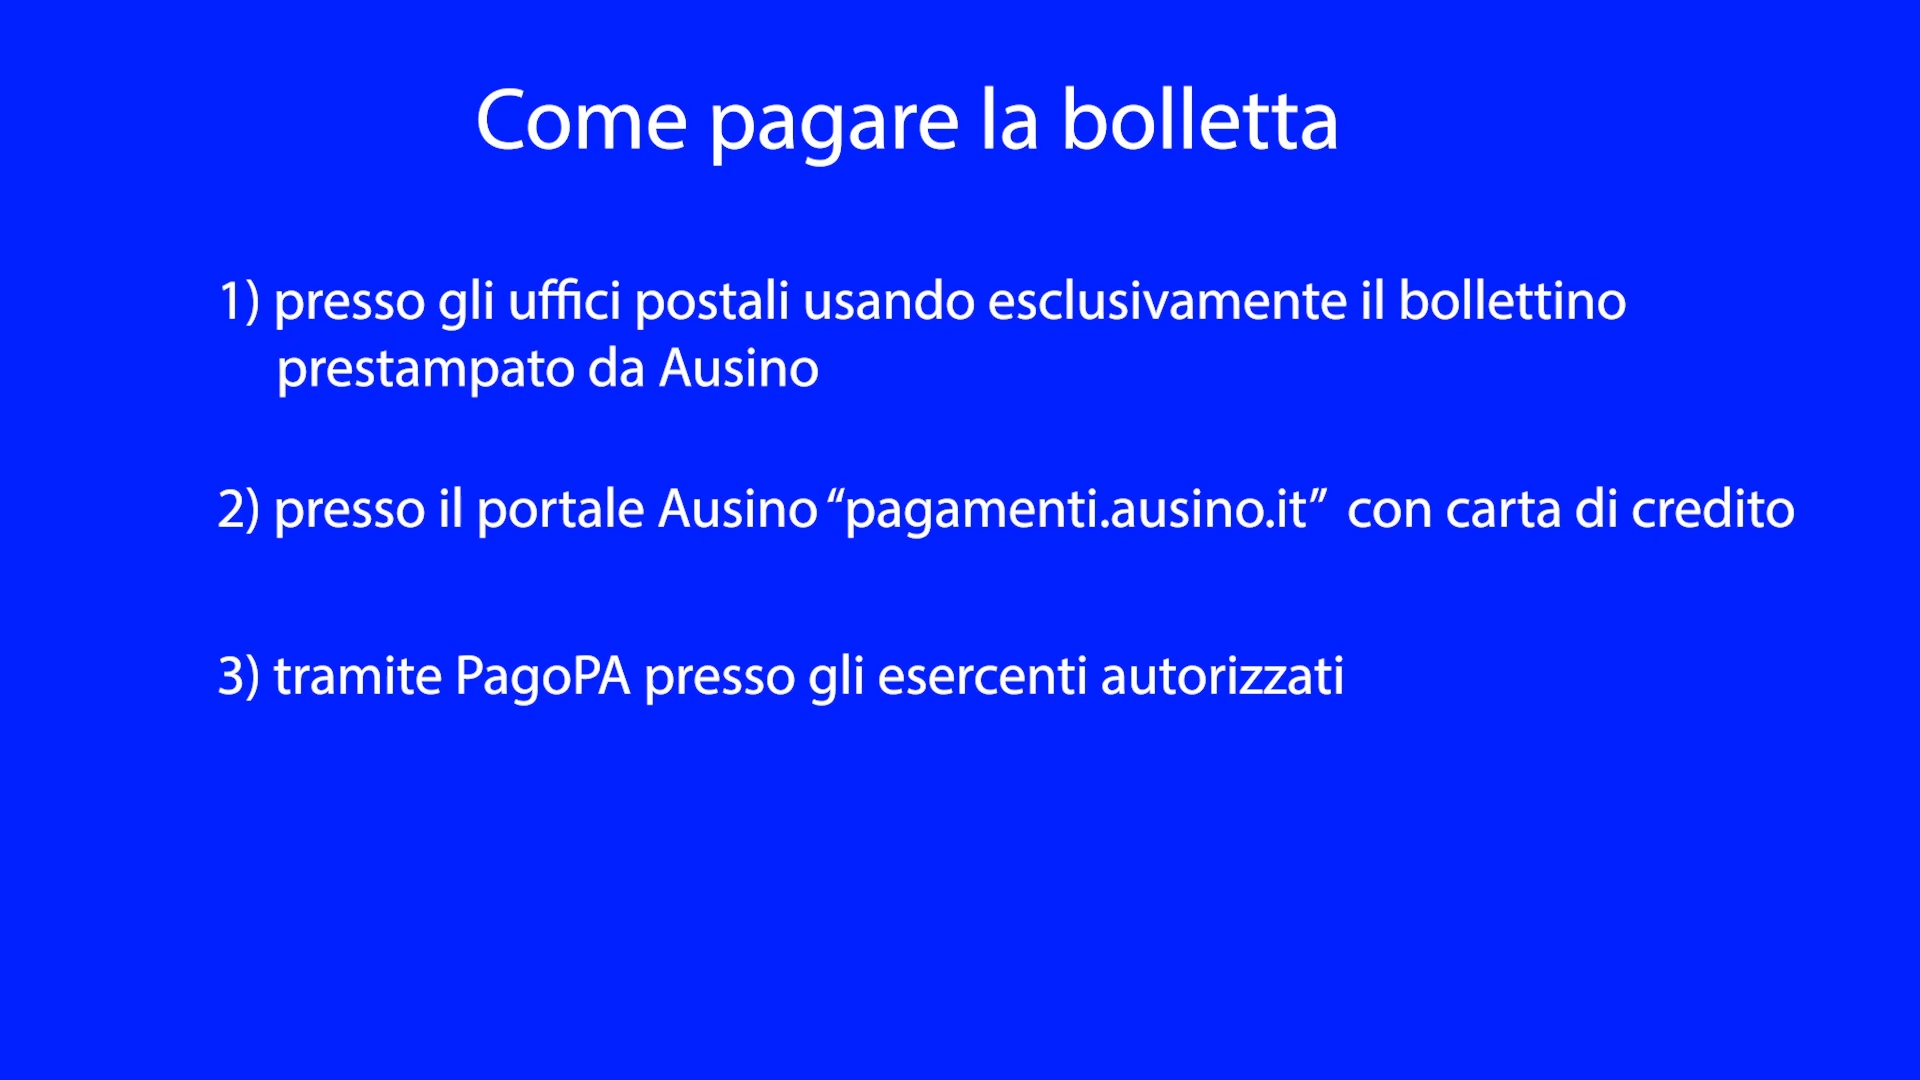 Come pagare la bolletta
1) presso gli uffici postali usando esclusivamente il bollettino
prestampato da Ausino
2) presso il portale Ausino “pagamenti.ausino.it” con carta di credito
3) tramite PagoPA presso gli esercenti autorizzati